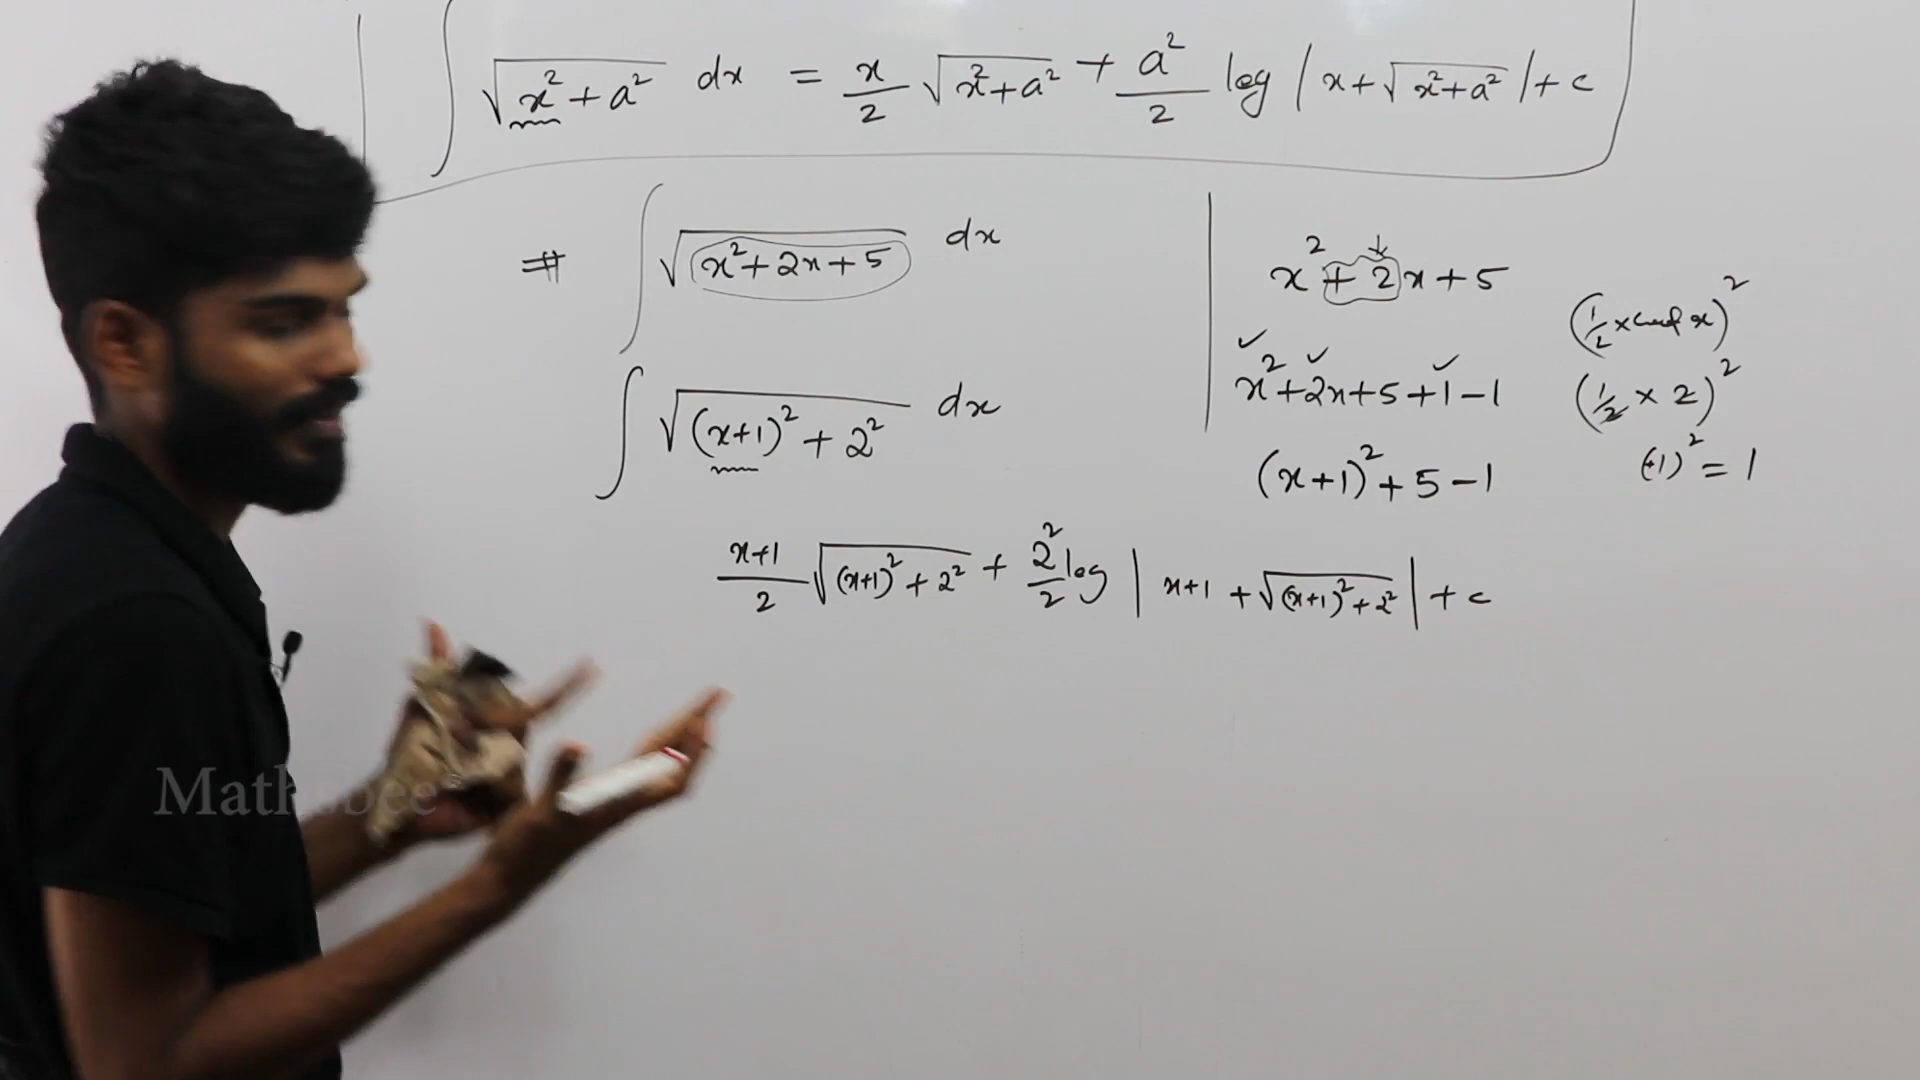 ∫ √(x² + a²) dx = x/2 √(x² + a²) + a²/2 log |x + √(x² + a²)| + c
# ∫ √(x² + 2x + 5) dx
∫ √((x+1)² + 2²) dx
(x+1)/2 √((x+1)² + 2²) + 2²/2 log |x+1 + √((x+1)² + 2²)| + c
x² + 2x + 5
x² + 2x + 5 + 1 - 1
(x+1)² + 5 - 1
(1/2 × x)²
(1/2 × 2)²
(1)² = 1
Mathsbee